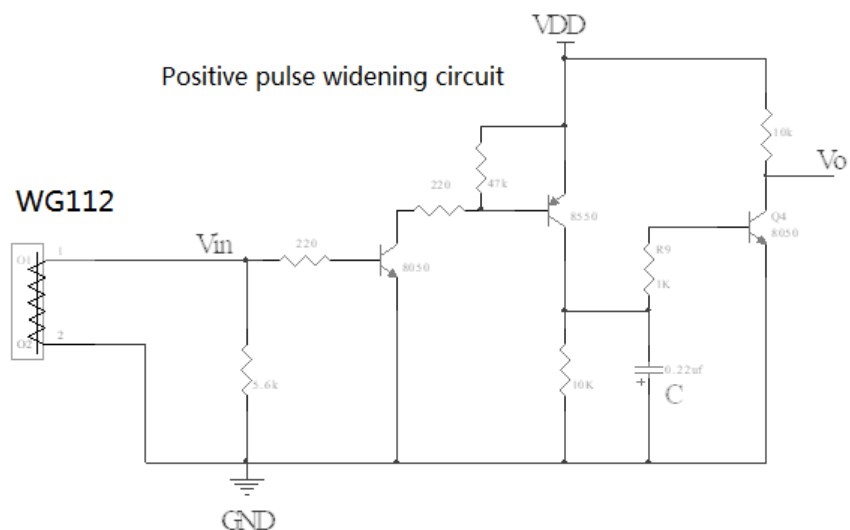 VDD
Positive pulse widening circuit
10k
Vo
220
47k
WG112
8550
Q4
8050
Vin
220
O1
1
8050
R9
1K
O2
2
5.6k
10K
0.22uf
+
C
GND